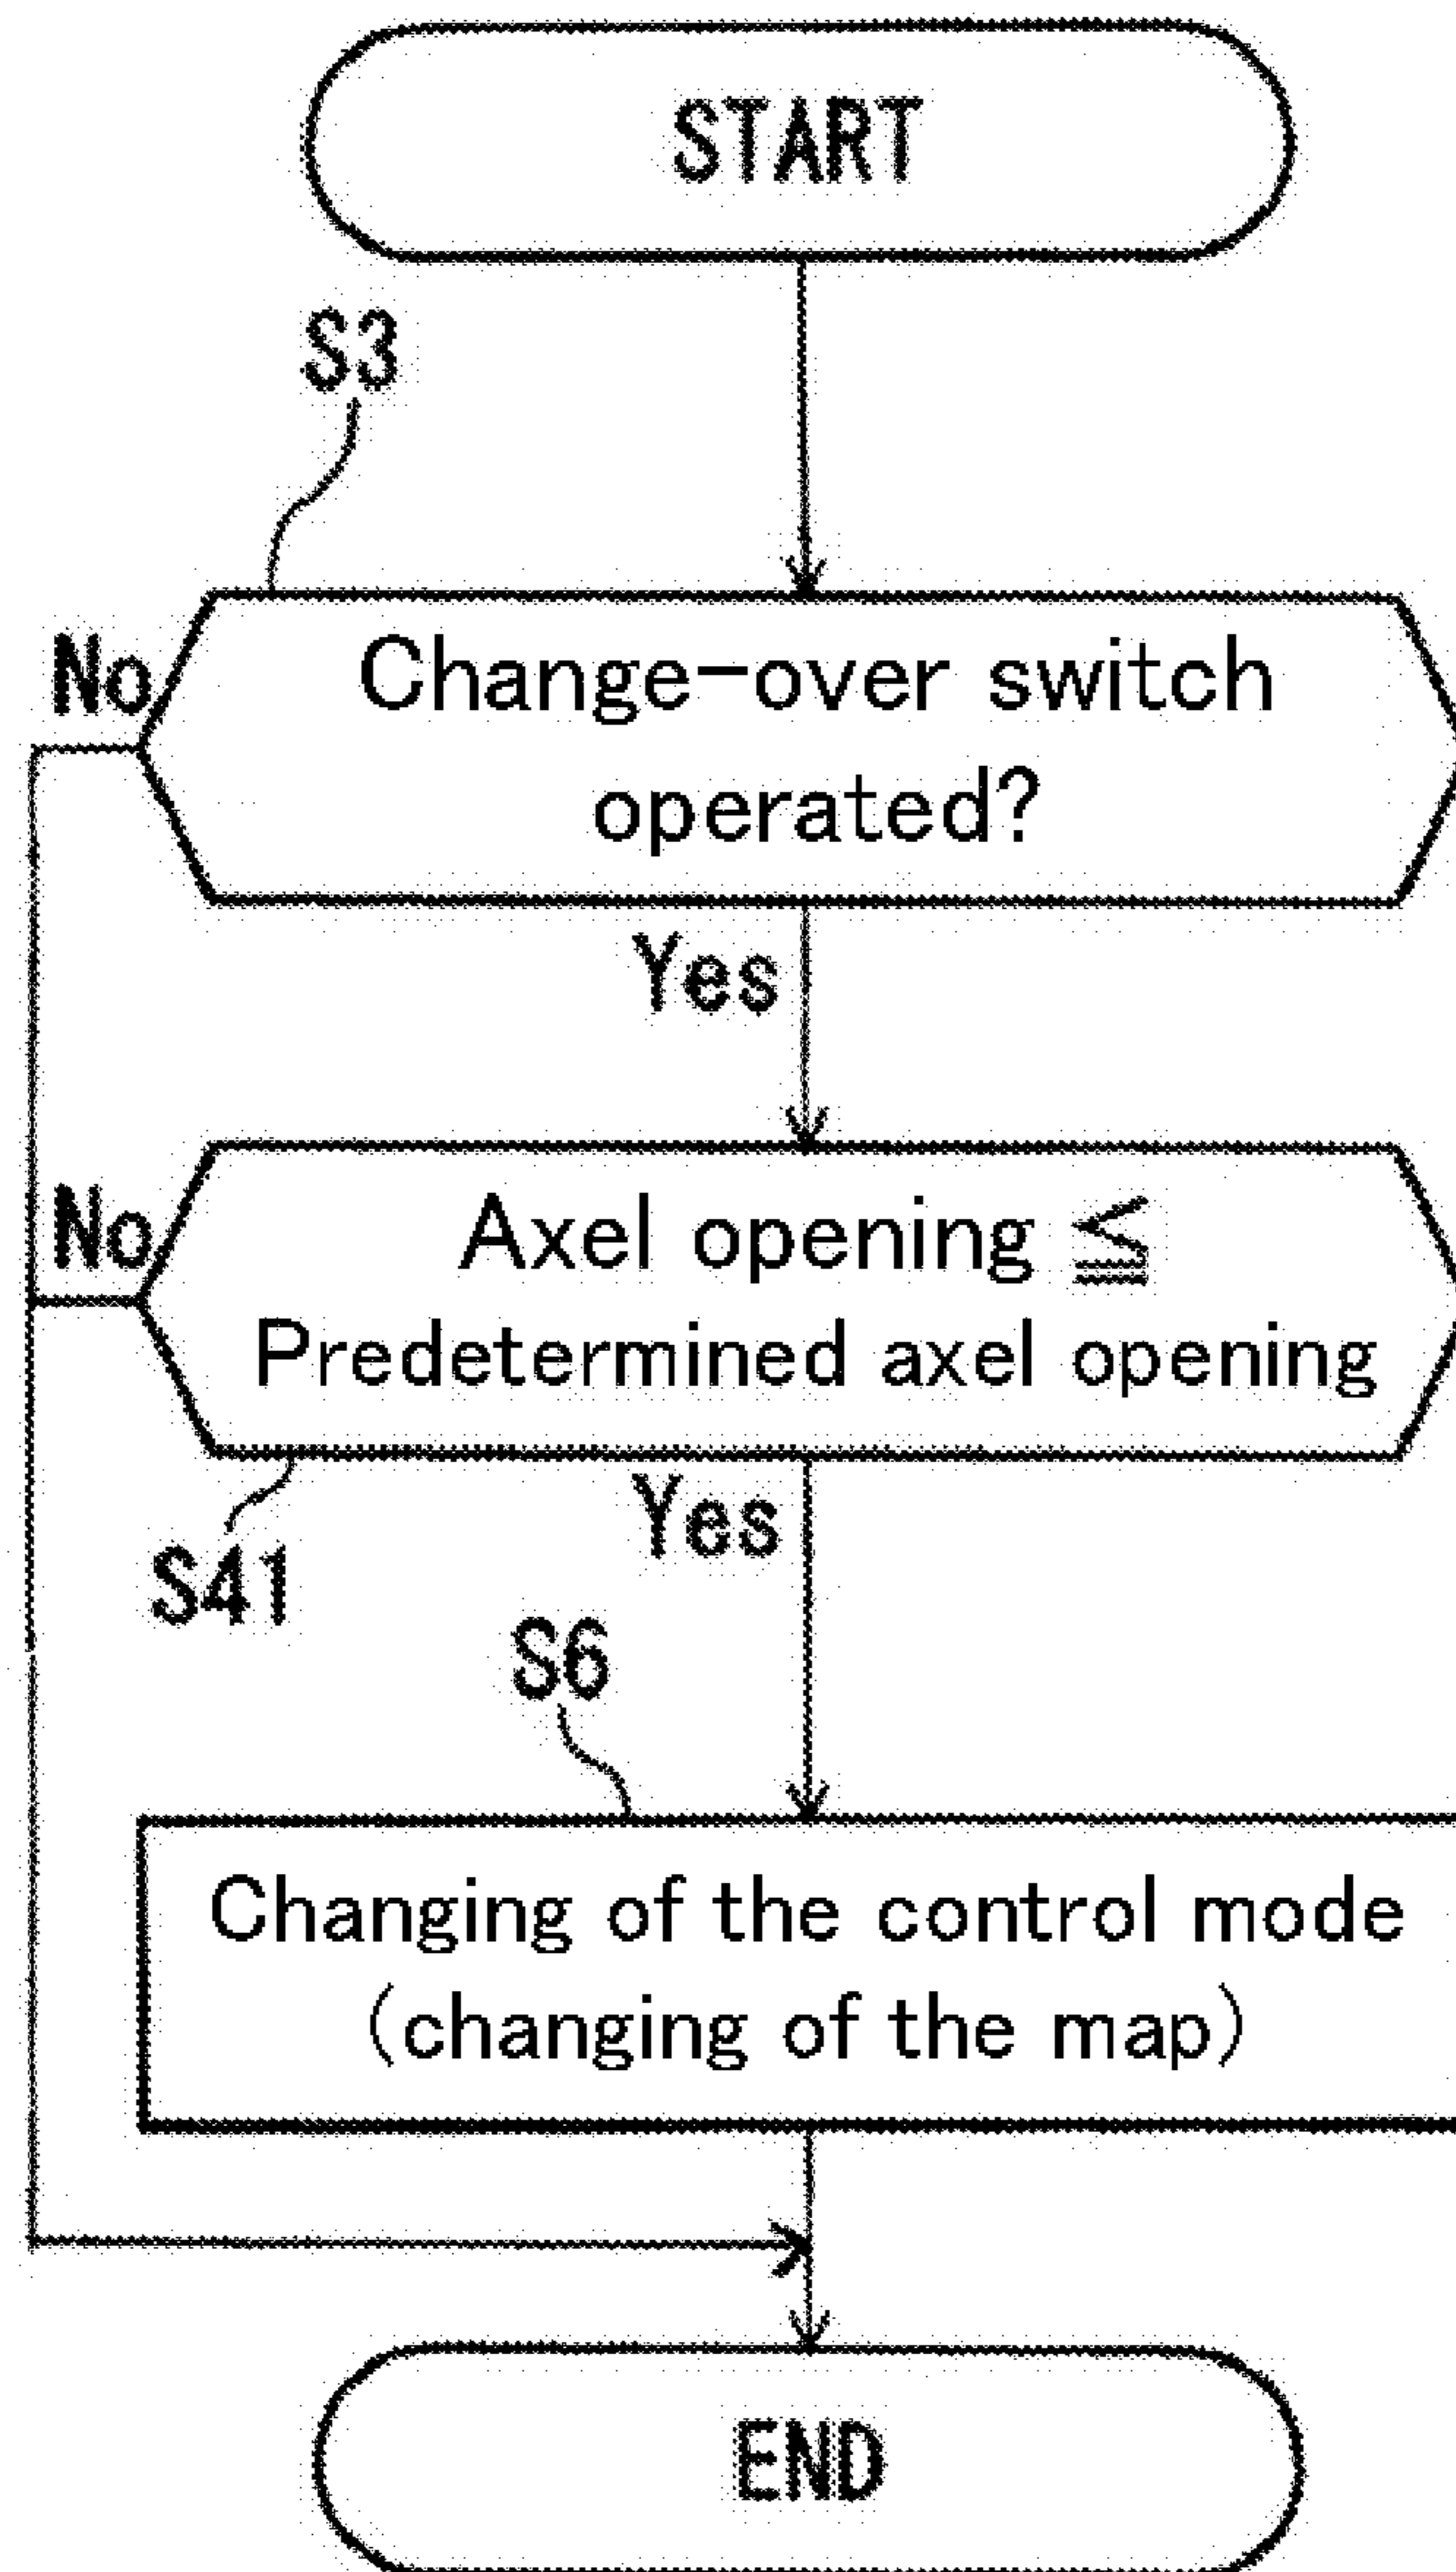 START
S3
No
Change-over switch
operated?
Yes
No
Axel opening ≦
Predetermined axel opening
Yes
S41
S6
Changing of the control mode
(changing of the map)
END